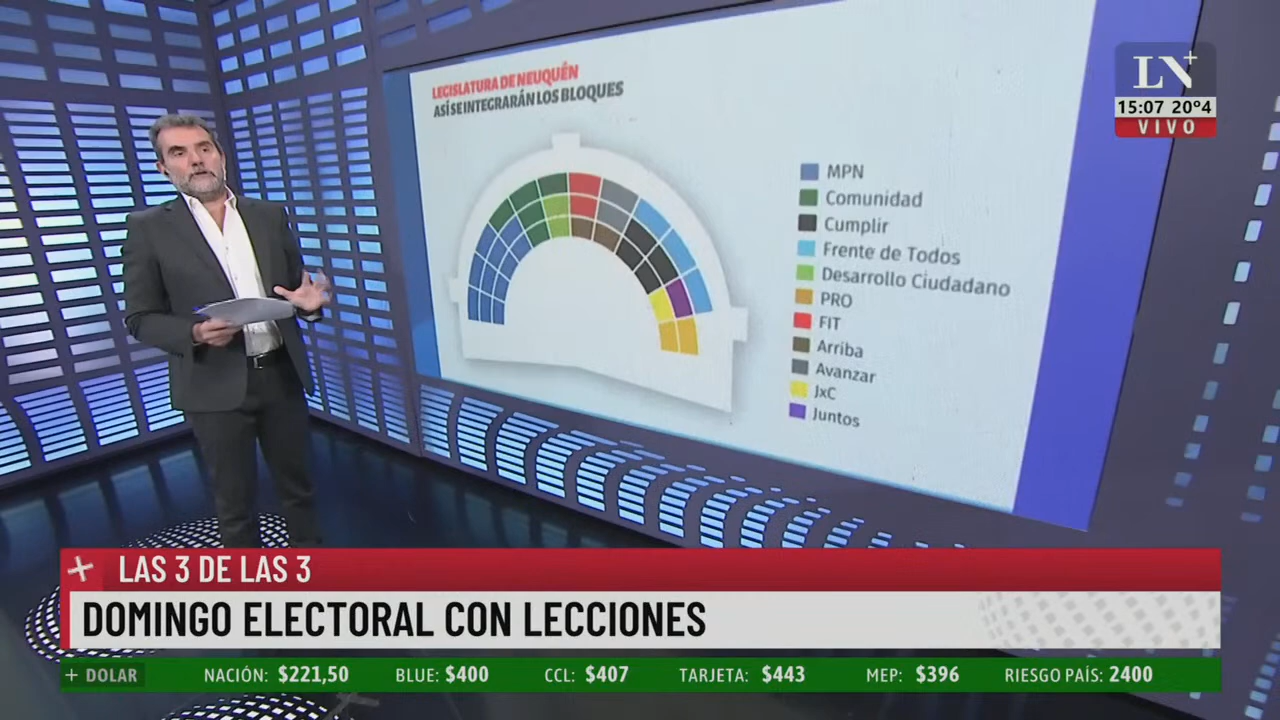 LEGISLATURA DE NEUQUÉN
ASÍ SE INTEGRARÁN LOS BLOQUES
MPN
Comunidad
Cumplir
Frente de Todos
Desarrollo Ciudadano
PRO
FIT
Arriba
Avanzar
JxC
Juntos
LN+
15:07 20°4
VIVO
LAS 3 DE LAS 3
DOMINGO ELECTORAL CON LECCIONES
+ DOLAR NACIÓN: $221,50 BLUE: $400 CCL: $407 TARJETA: $443 MEP: $396 RIESGO PAÍS: 2400